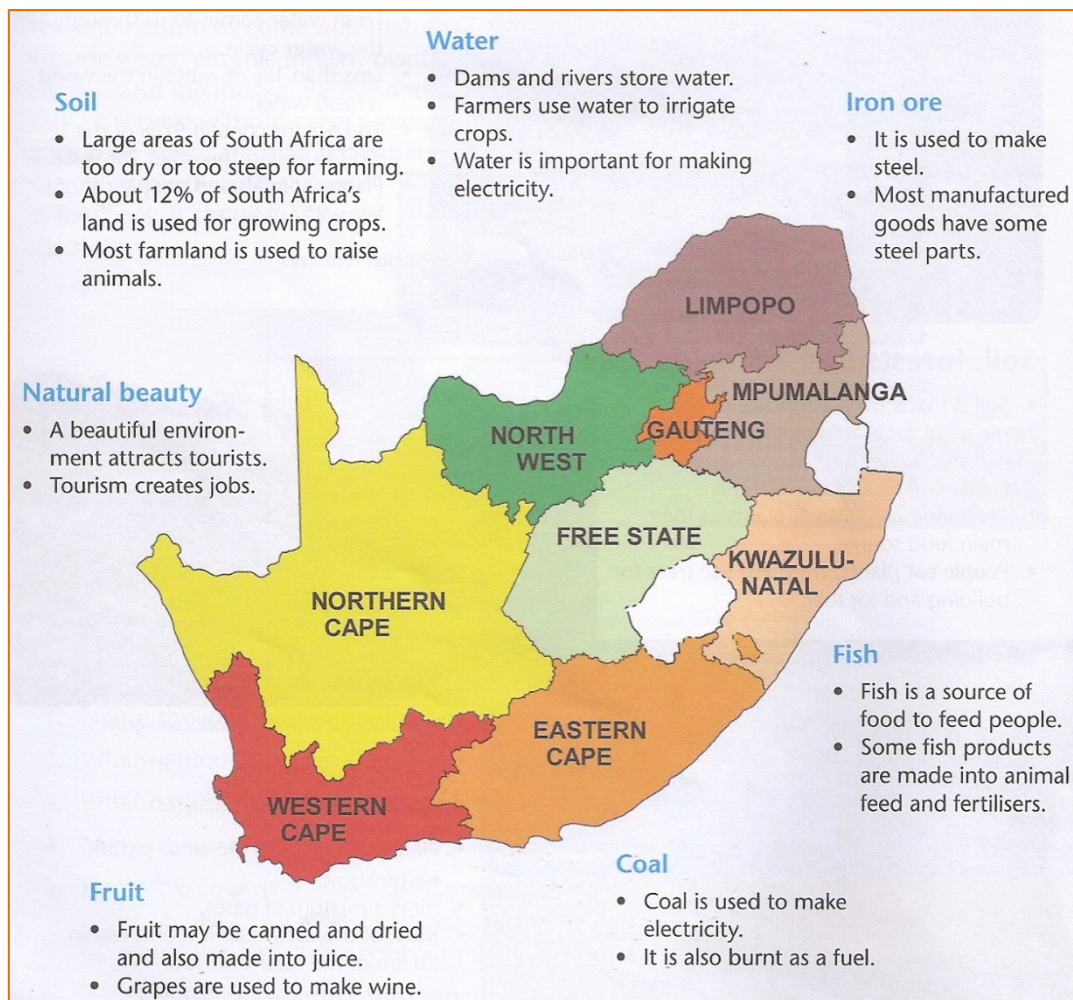 Water
• Dams and rivers store water.
• Farmers use water to irrigate
crops.
• Water is important for making
electricity.
Soil
• Large areas of South Africa are
too dry or too steep for farming.
• About 12% of South Africa's
land is used for growing crops.
• Most farmland is used to raise
animals.
Iron ore
• It is used to make
steel.
• Most manufactured
goods have some
steel parts.
Natural beauty
• A beautiful environ-
ment attracts tourists.
• Tourism creates jobs.
LIMPOPO
MPUMALANGA
GAUTENG
NORTH
WEST
FREE STATE
KWAZULU-
NATAL
NORTHERN
CAPE
EASTERN
CAPE
WESTERN
CAPE
Fish
• Fish is a source of
food to feed people.
• Some fish products
are made into animal
feed and fertilisers.
Fruit
• Fruit may be canned and dried
and also made into juice.
• Grapes are used to make wine.
Coal
• Coal is used to make
electricity.
• It is also burnt as a fuel.